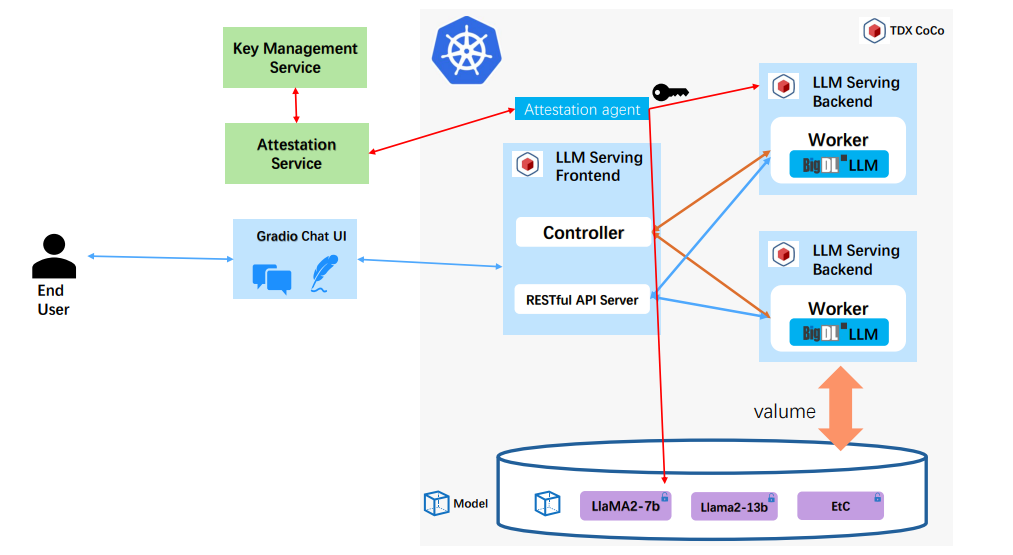 TDX CoCo
Key Management
Service
Attestation
Service
Attestation agent
LLM Serving
Frontend
Controller
RESTful API Server
LLM Serving
Backend
Worker
BigDL LLM
LLM Serving
Backend
Worker
BigDL LLM
Gradio Chat UI
End
User
valume
Model
LlaMA2-7b
Llama2-13b
EtC